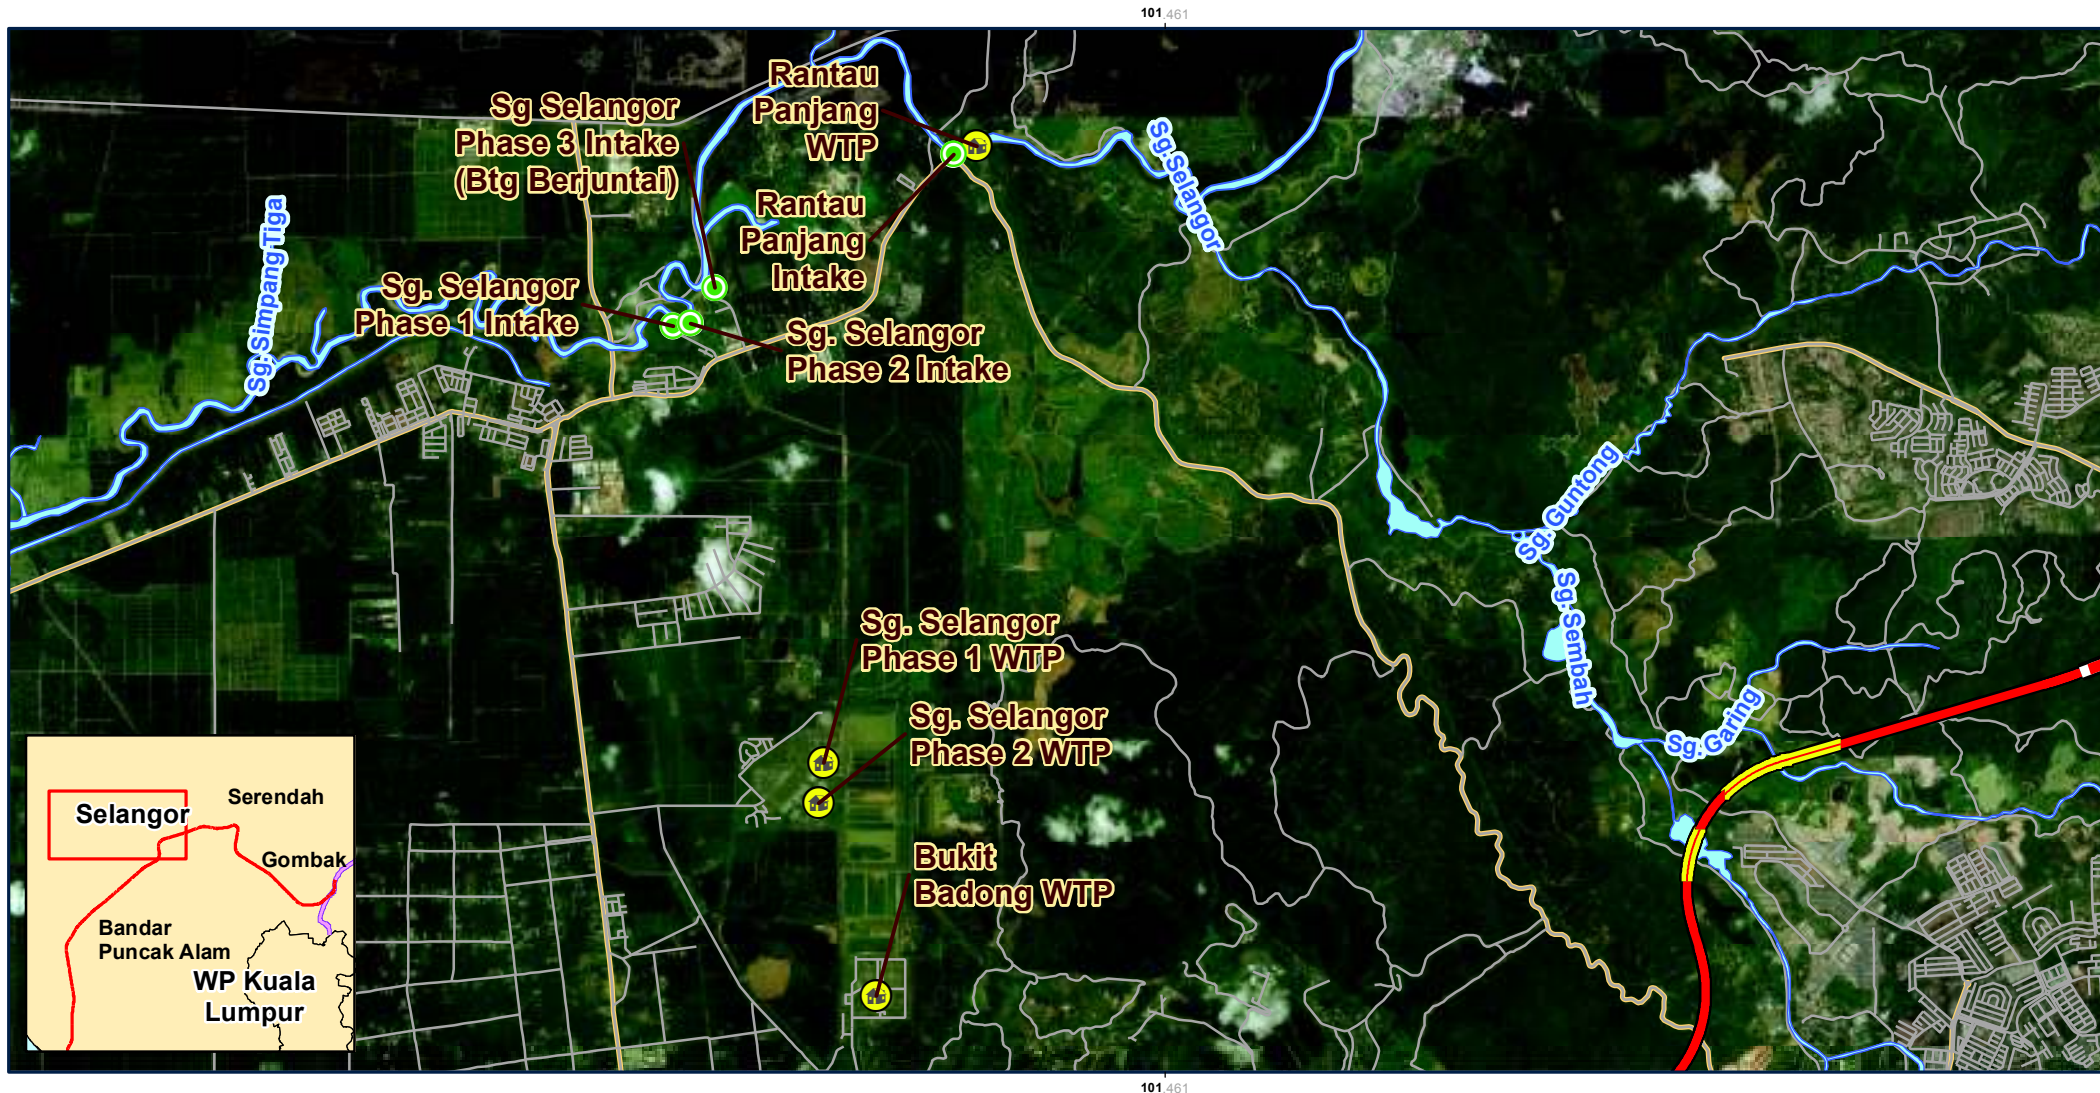 101.461
Rantau
Panjang
WTP
Sg Selangor
Phase 3 Intake
(Btg Berjuntai)
Sg.Selangor
Rantau
Panjang
Intake
Sg.Simpang Tiga
Sg. Selangor
Phase 1 Intake
Sg. Selangor
Phase 2 Intake
Sg. Guntong
Sg. Sembah
Sg. Selangor
Phase 1 WTP
Sg. Garing
Sg. Selangor
Phase 2 WTP
Bukit
Badong WTP
Selangor
Serendah
Gombak
Bandar
Puncak Alam
WP Kuala
Lumpur
101.461